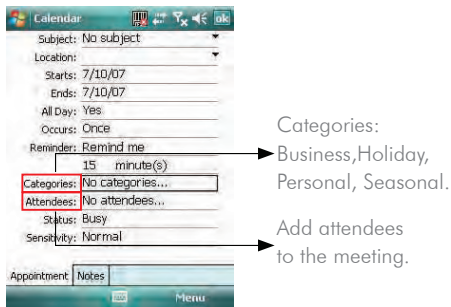 Calendar ok
Subject: No subject
Location:
Starts: 7/10/07
Ends: 7/10/07
All Day: Yes
Occurs: Once
Reminder: Remind me
15 minute(s)
Categories: No categories...
Attendees: No attendees...
Status: Busy
Sensitivity: Normal
Appointment Notes
Menu
Categories:
Business,Holiday,
Personal, Seasonal.
Add attendees
to the meeting.